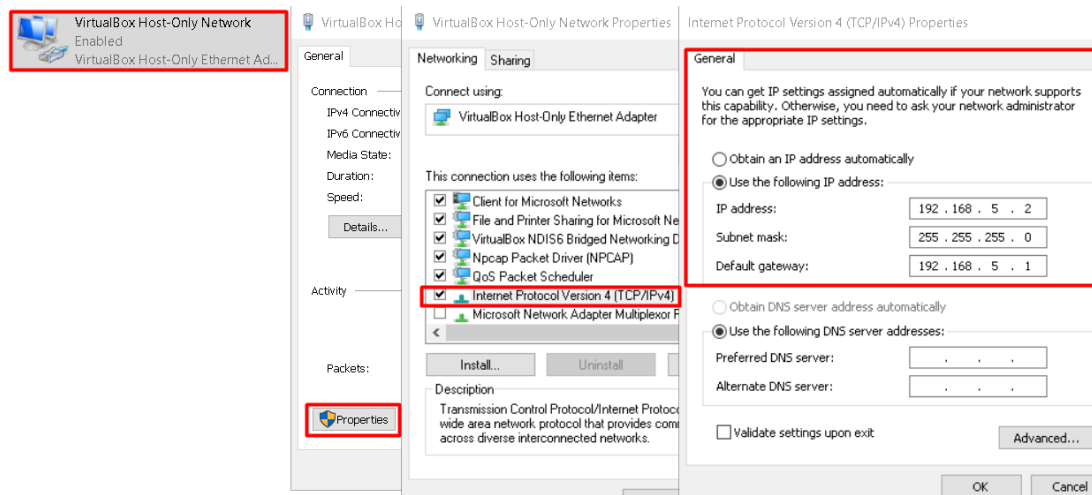 VirtualBox Host-Only Network
Enabled
VirtualBox Host-Only Ethernet Ad...
VirtualBox Ho
General
Connection
IPv4 Connectiv
IPv6 Connectiv
Media State:
Duration:
Speed:
Details...
Activity
Packets:
Properties
VirtualBox Host-Only Network Properties
Networking
Sharing
Connect using:
VirtualBox Host-Only Ethernet Adapter
This connection uses the following items:
Client for Microsoft Networks
File and Printer Sharing for Microsoft Ne
VirtualBox NDIS6 Bridged Networking D
Npcap Packet Driver (NPCAP)
QoS Packet Scheduler
Internet Protocol Version 4 (TCP/IPv4)
Microsoft Network Adapter Multiplexor P
Install...
Uninstall
Description
Transmission Control Protocol/Internet Protoco
wide area network protocol that provides com
across diverse interconnected networks.
Internet Protocol Version 4 (TCP/IPv4) Properties
General
You can get IP settings assigned automatically if your network supports
this capability. Otherwise, you need to ask your network administrator
for the appropriate IP settings.
Obtain an IP address automatically
Use the following IP address:
IP address: 192 . 168 . 5 . 2
Subnet mask: 255 . 255 . 255 . 0
Default gateway: 192 . 168 . 5 . 1
Obtain DNS server address automatically
Use the following DNS server addresses:
Preferred DNS server: . . .
Alternate DNS server: . . .
Validate settings upon exit
Advanced...
OK
Cancel